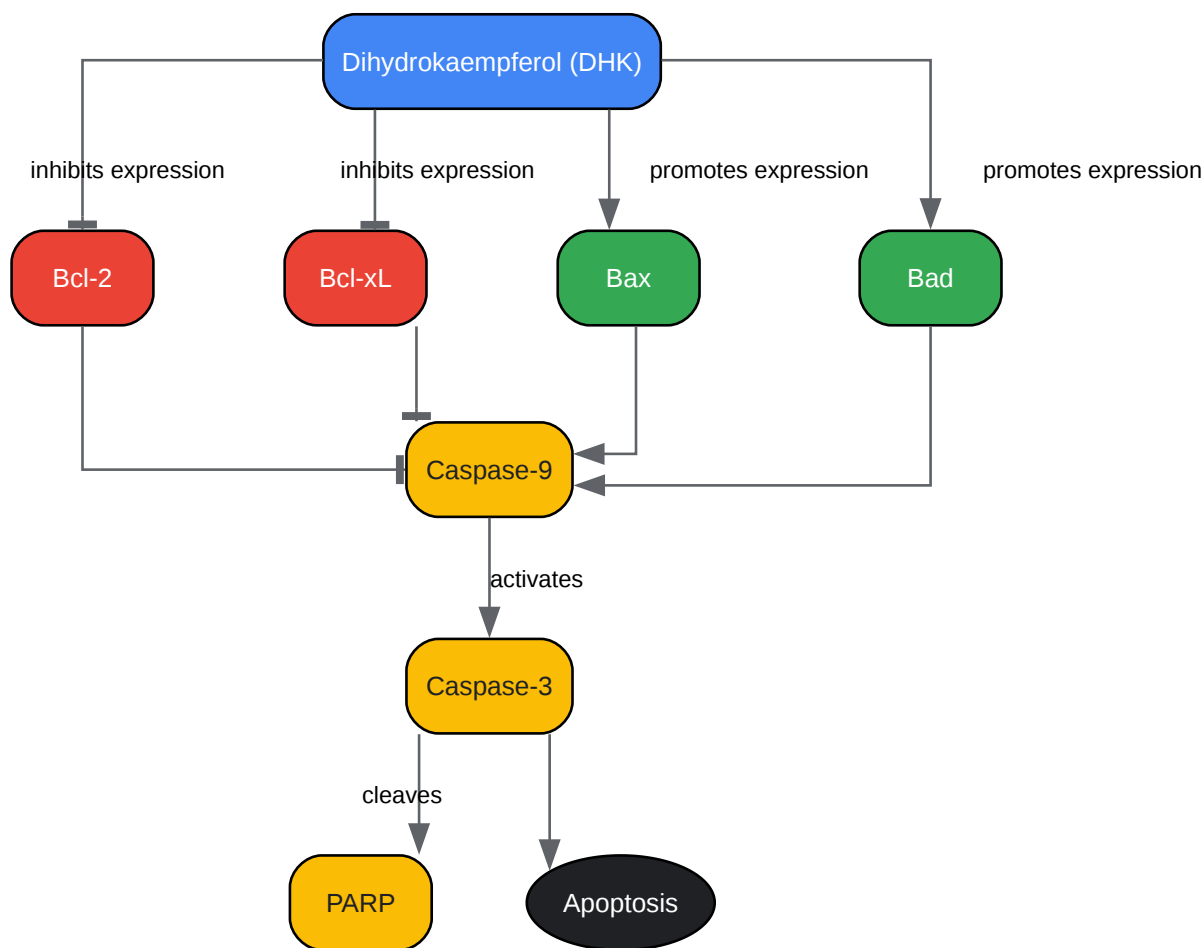 Dihydrokaempferol (DHK)
inhibits expression
inhibits expression
promotes expression
promotes expression
Bcl-2
Bcl-xL
Bax
Bad
Caspase-9
activates
Caspase-3
cleaves
PARP
Apoptosis